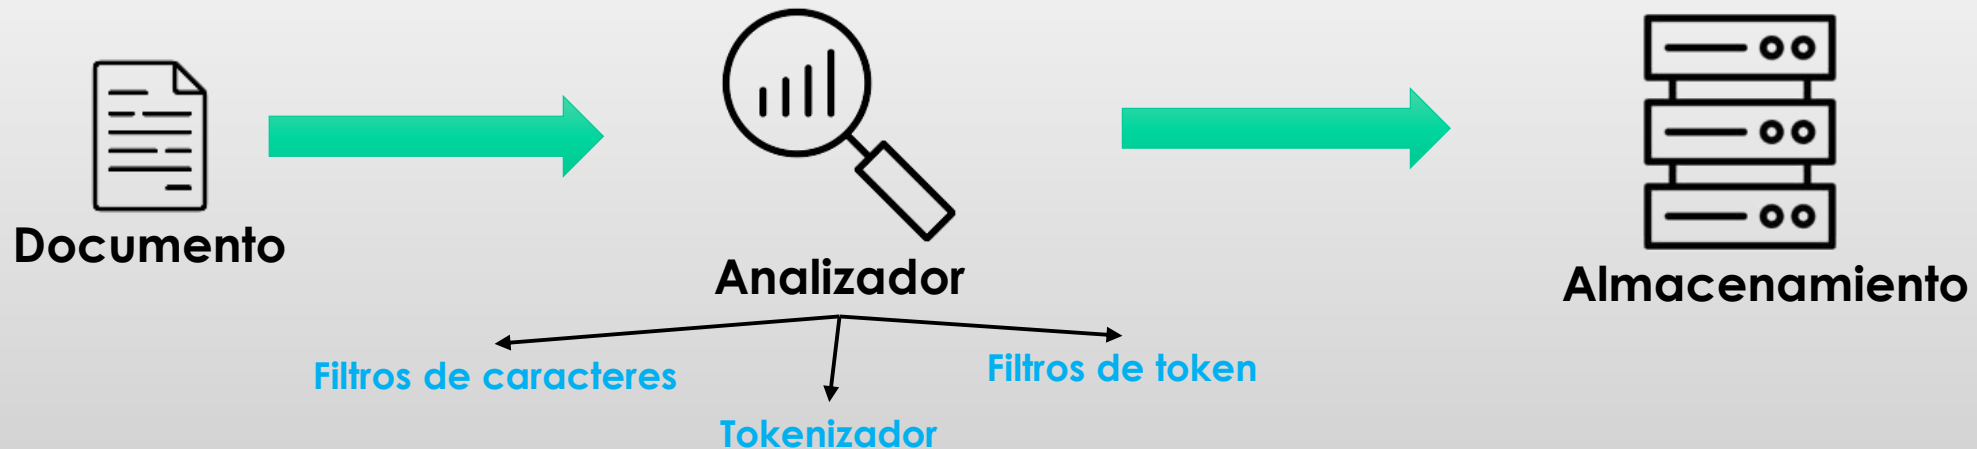 Documento
Analizador
Almacenamiento
Filtros de caracteres
Tokenizador
Filtros de token